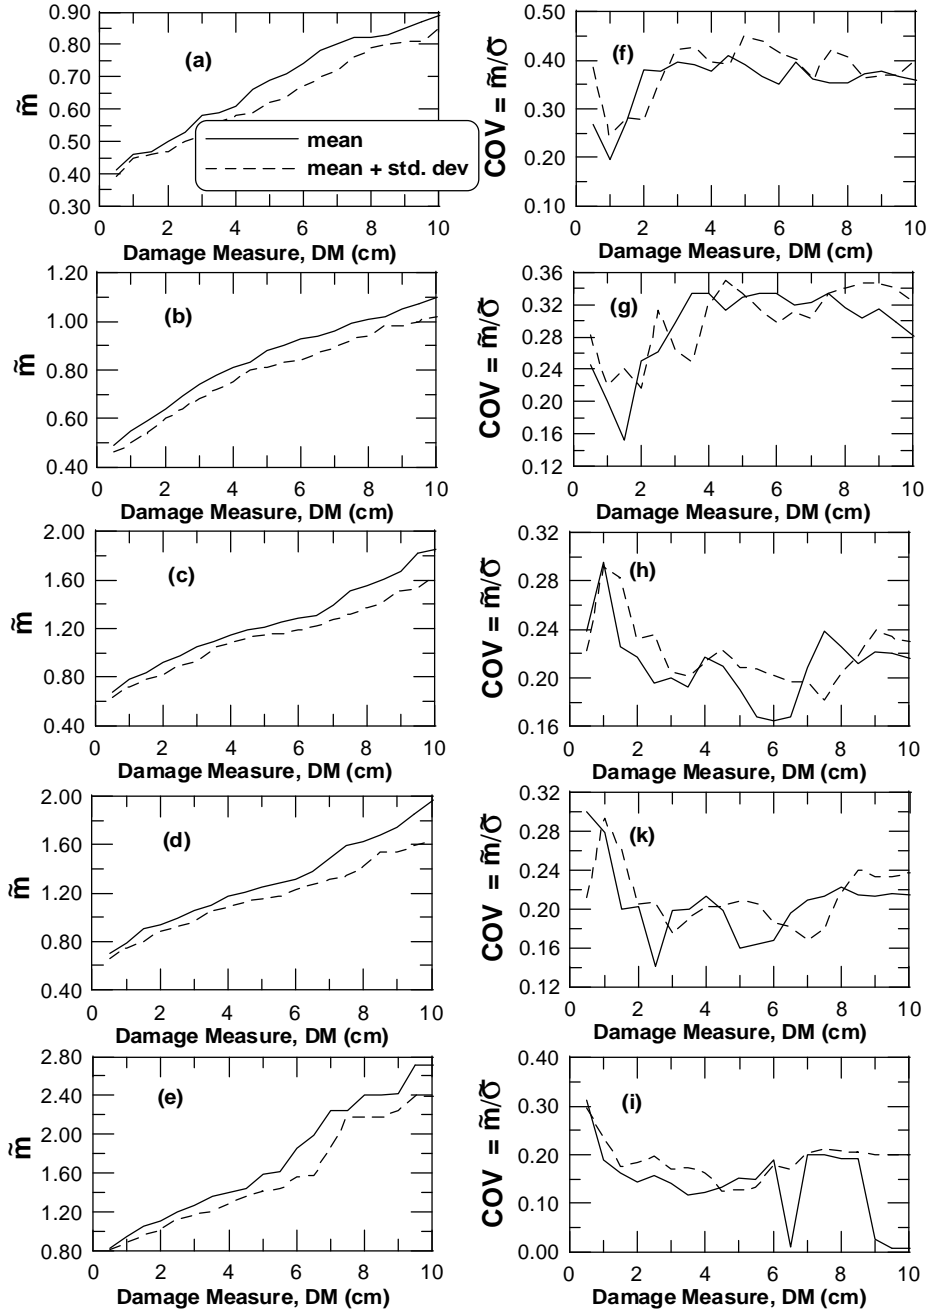 0.90
0.80
0.70
0.60
0.50
0.40
0.30
m̃
(a)
mean
mean + std. dev
0 2 4 6 8 10
Damage Measure, DM (cm)
0.50
0.40
0.30
0.20
0.10
COV = m̃/σ̃
(f)
0 2 4 6 8 10
Damage Measure, DM (cm)
1.20
1.00
0.80
0.60
0.40
m̃
(b)
0 2 4 6 8 10
Damage Measure, DM (cm)
0.36
0.32
0.28
0.24
0.20
0.16
0.12
COV = m̃/σ̃
(g)
0 2 4 6 8 10
Damage Measure, DM (cm)
2.00
1.60
1.20
0.80
0.40
m̃
(c)
0 2 4 6 8 10
Damage Measure, DM (cm)
0.32
0.28
0.24
0.20
0.16
COV = m̃/σ̃
(h)
0 2 4 6 8 10
Damage Measure, DM (cm)
2.00
1.60
1.20
0.80
0.40
m̃
(d)
0 2 4 6 8 10
Damage Measure, DM (cm)
0.32
0.28
0.24
0.20
0.16
0.12
COV = m̃/σ̃
(k)
0 2 4 6 8 10
Damage Measure, DM (cm)
2.80
2.40
2.00
1.60
1.20
0.80
m̃
(e)
0 2 4 6 8 10
Damage Measure, DM (cm)
0.40
0.30
0.20
0.10
0.00
COV = m̃/σ̃
(i)
0 2 4 6 8 10
Damage Measure, DM (cm)